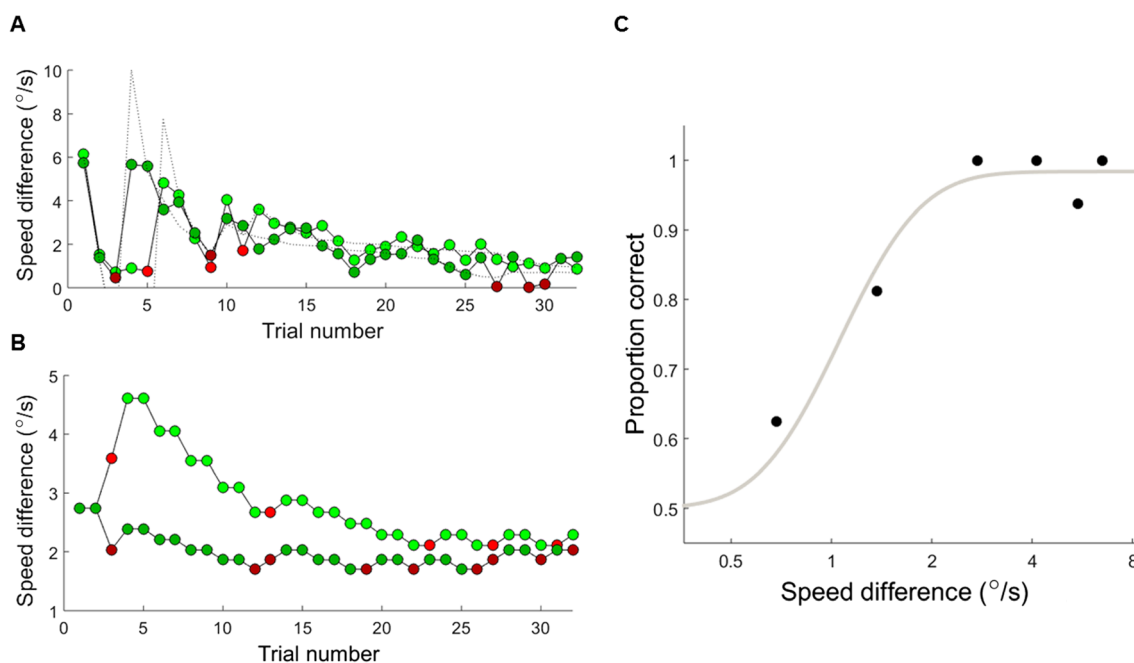 A
Speed difference (°/s)
10
8
6
4
2
0
0 5 10 15 20 25 30
Trial number
B
Speed difference (°/s)
5
4
3
2
1
0 5 10 15 20 25 30
Trial number
C
Proportion correct
1
0.9
0.8
0.7
0.6
0.5
0.5 1 2 4 8
Speed difference (°/s)